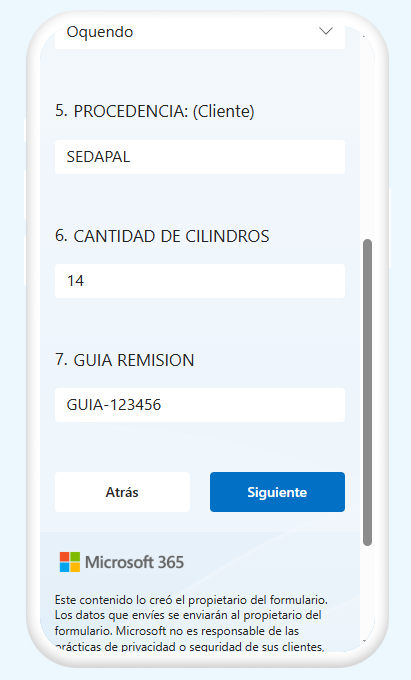 Oquendo
5. PROCEDENCIA: (Cliente)
SEDAPAL
6. CANTIDAD DE CILINDROS
14
7. GUIA REMISION
GUIA-123456
Atrás
Siguiente
Microsoft 365
Este contenido lo creó el propietario del formulario.
Los datos que envíes se enviarán al propietario del
formulario. Microsoft no es responsable de las
prácticas de privacidad o seguridad de sus clientes,